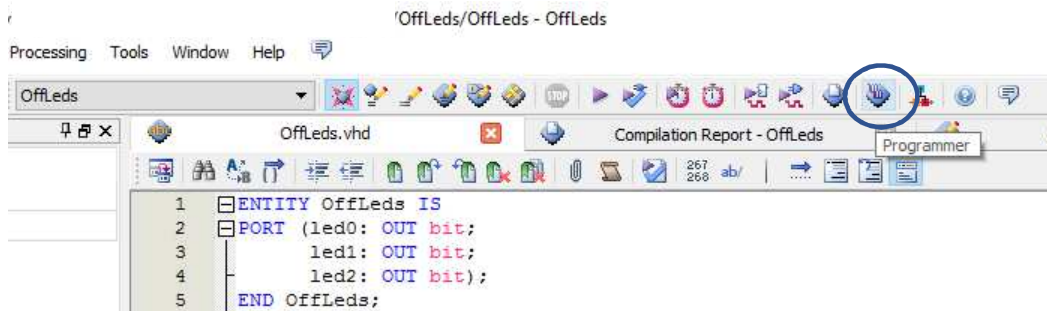 /OffLeds/OffLeds - OffLeds
Processing Tools Window Help
STOP
OffLeds
OffLeds.vhd Compilation Report - OffLeds
Programmer
267
268 ab/
1 ENTITY OffLeds IS
2 PORT (led0: OUT bit;
3 led1: OUT bit;
4 led2: OUT bit);
5 END OffLeds;